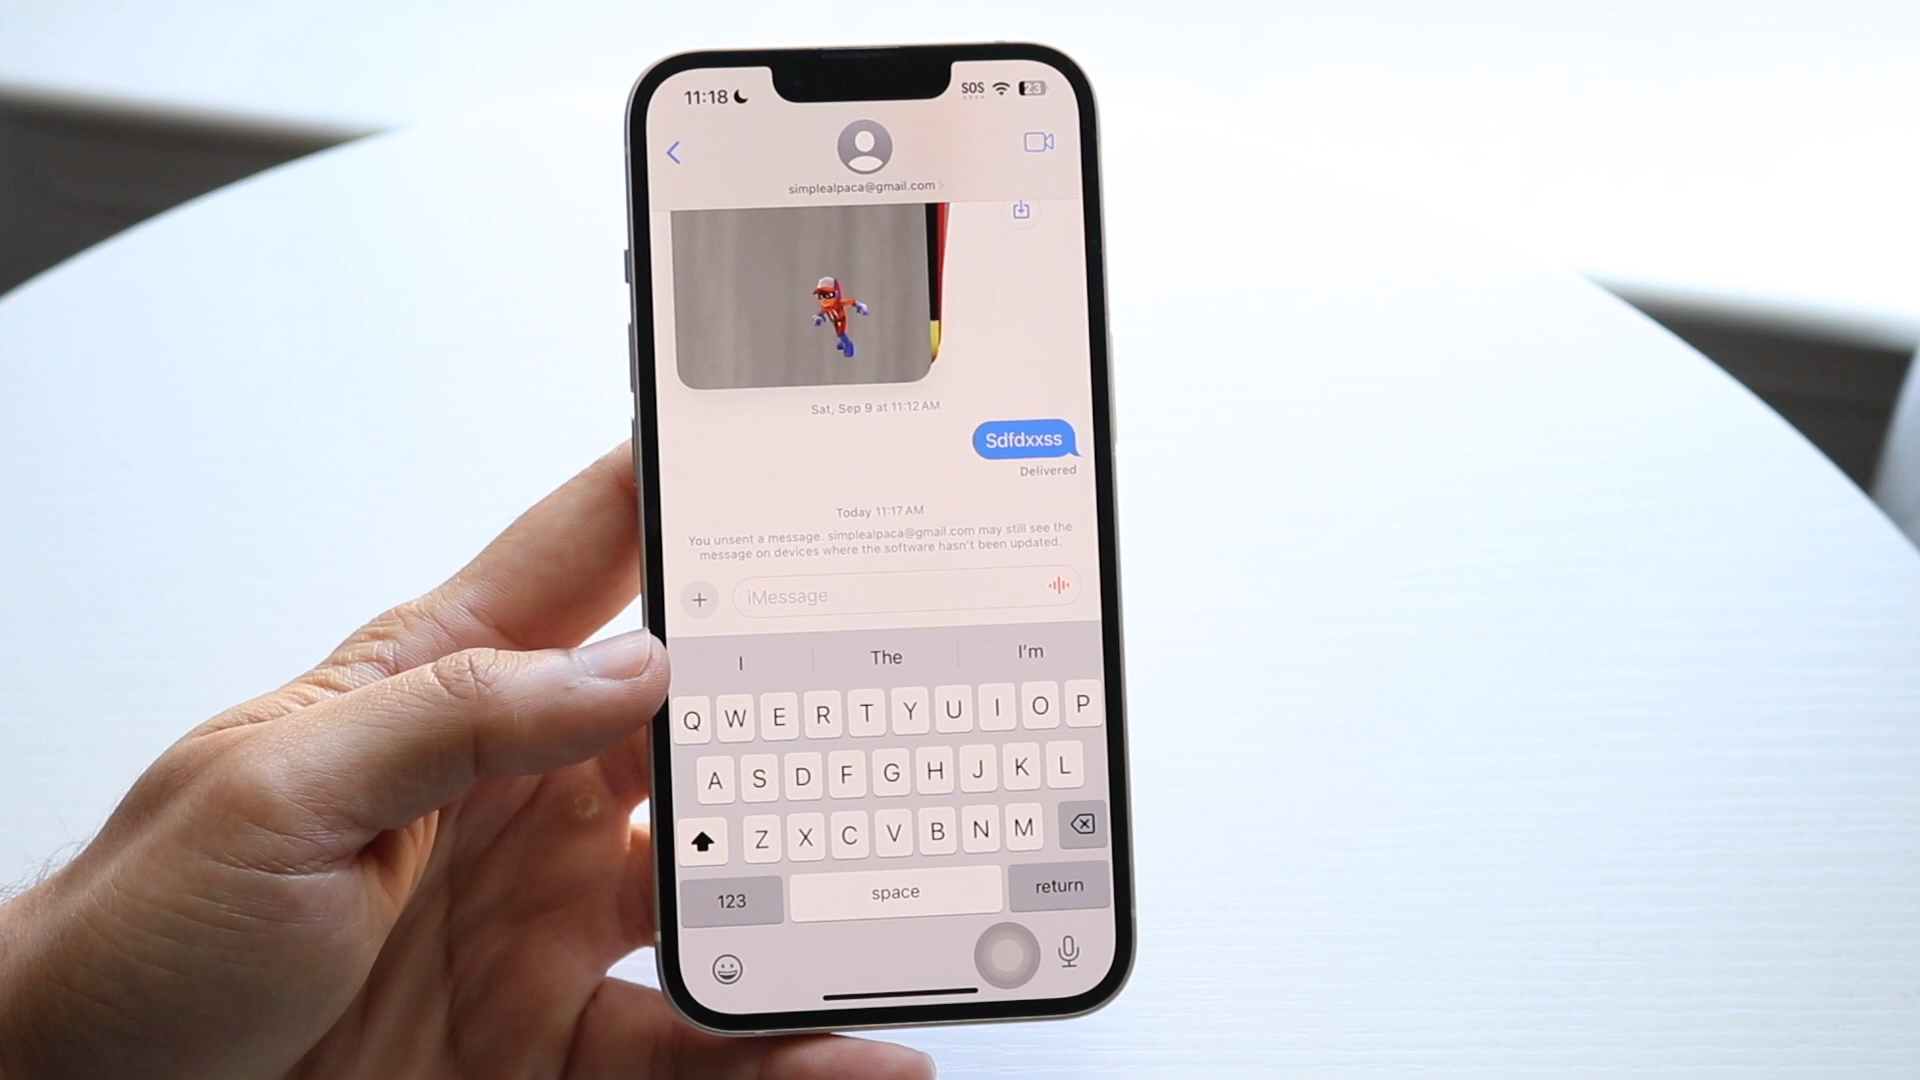 11:18
SOS
23
simplealpaca@gmail.com
Sat, Sep 9 at 11:12 AM
Sdfdxxss
Delivered
Today 11:17 AM
You unsent a message. simplealpaca@gmail.com may still see the
message on devices where the software hasn't been updated.
iMessage
I The I'm
Q W E R T Y U I O P
A S D F G H J K L
Z X C V B N M
123 space return